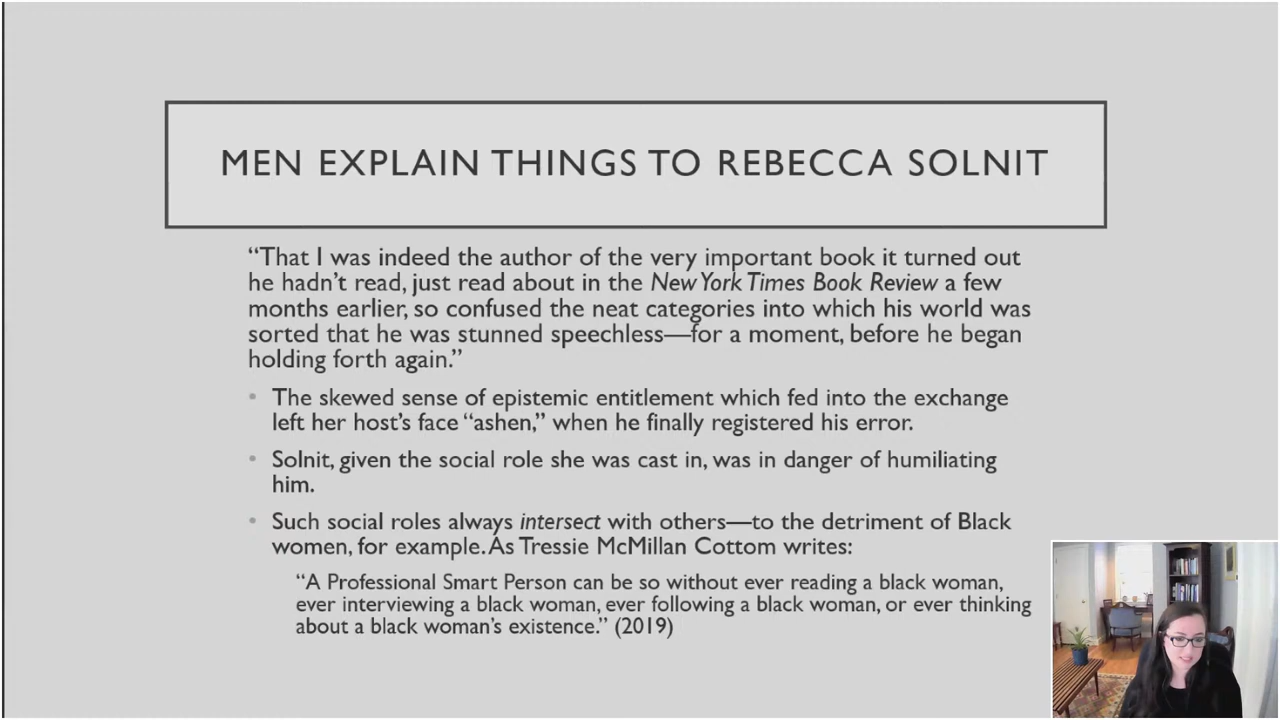 MEN EXPLAIN THINGS TO REBECCA SOLNIT
“That I was indeed the author of the very important book it turned out
he hadn’t read, just read about in the New York Times Book Review a few
months earlier, so confused the neat categories into which his world was
sorted that he was stunned speechless—for a moment, before he began
holding forth again.”
• The skewed sense of epistemic entitlement which fed into the exchange
left her host’s face “ashen,” when he finally registered his error.
• Solnit, given the social role she was cast in, was in danger of humiliating
him.
• Such social roles always intersect with others—to the detriment of Black
women, for example. As Tressie McMillan Cottom writes:
“A Professional Smart Person can be so without ever reading a black woman,
ever interviewing a black woman, ever following a black woman, or ever thinking
about a black woman’s existence.” (2019)